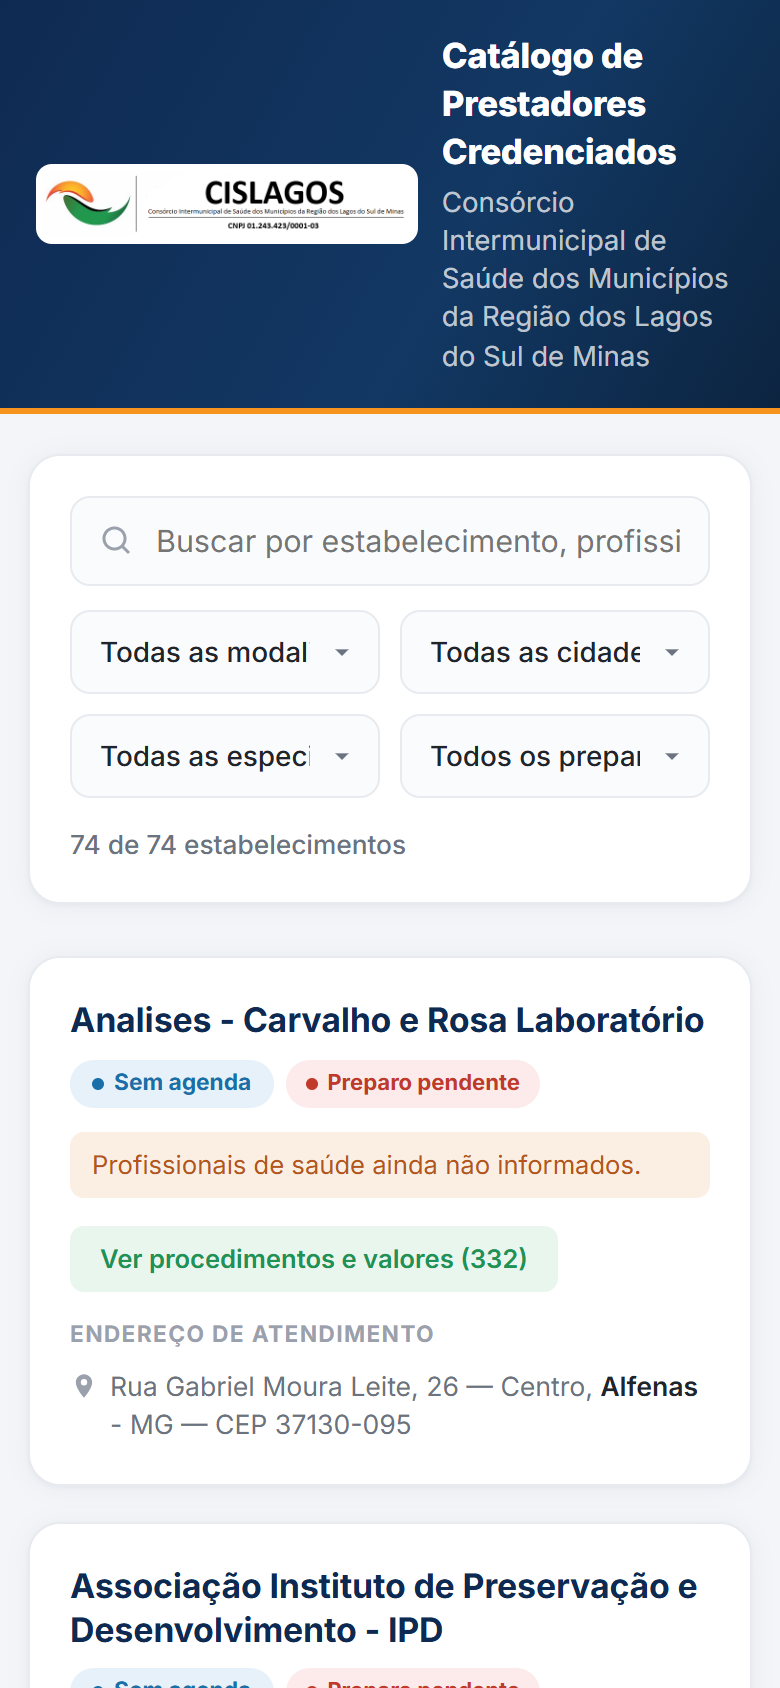 CISLAGOS
Consórcio Intermunicipal de Saúde dos Municípios da Região dos Lagos do Sul de Minas
CNPJ 01.243.423/0001-03
Catálogo de
Prestadores
Credenciados
Consórcio
Intermunicipal de
Saúde dos Municípios
da Região dos Lagos
do Sul de Minas
Buscar por estabelecimento, profissi
Todas as modal
Todas as cidade
Todas as especi
Todos os prepar
74 de 74 estabelecimentos
Analises - Carvalho e Rosa Laboratório
Sem agenda
Preparo pendente
Profissionais de saúde ainda não informados.
Ver procedimentos e valores (332)
ENDEREÇO DE ATENDIMENTO
Rua Gabriel Moura Leite, 26 — Centro, Alfenas
- MG — CEP 37130-095
Associação Instituto de Preservação e
Desenvolvimento - IPD
Sem agenda
Preparo pendente